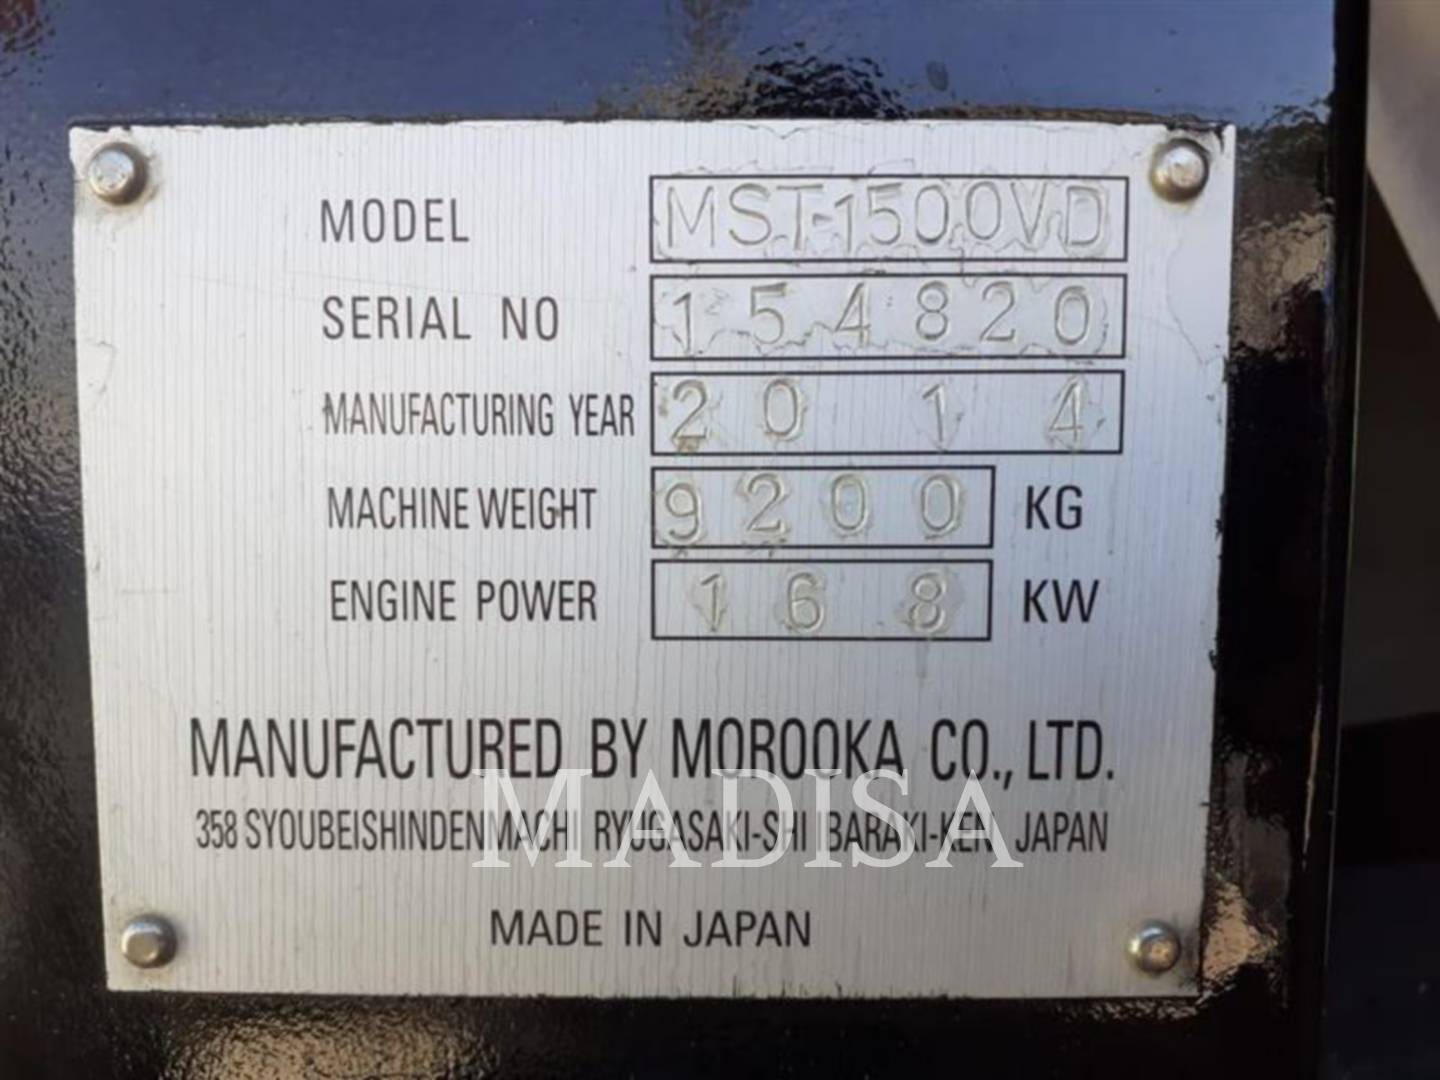 MODEL MST-1500VD
SERIAL NO 154820
MANUFACTURING YEAR 2014
MACHINE WEIGHT 9200 KG
ENGINE POWER 168 KW
MANUFACTURED BY MOROOKA CO., LTD.
MADISA
358 SYOUBEISHINDENMACHI RYUGASAKI-SHI IBARAKI-KEN, JAPAN
MADE IN JAPAN